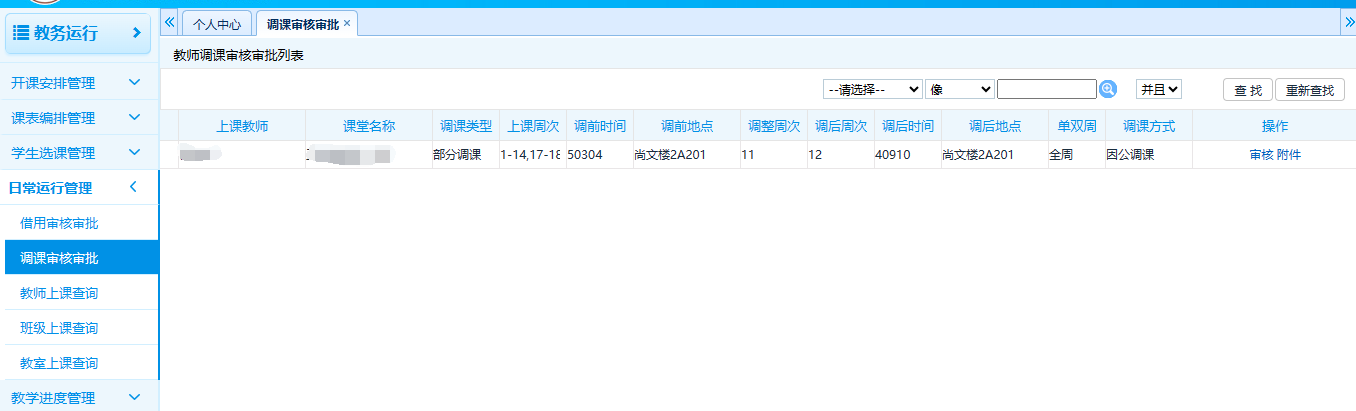 教务运行
个人中心
调课审核审批
开课安排管理
课表编排管理
学生选课管理
日常运行管理
借用审核审批
调课审核审批
教师上课查询
班级上课查询
教室上课查询
教学进度管理
教师调课审核审批列表
--请选择-- 像 并且 查 找 重新查找
上课教师 课堂名称 调课类型 上课周次 调前时间 调前地点 调整周次 调后周次 调后时间 调后地点 单双周 调课方式 操作
部分调课 1-14,17-18 50304 尚文楼2A201 11 12 40910 尚文楼2A201 全周 因公调课 审核 附件